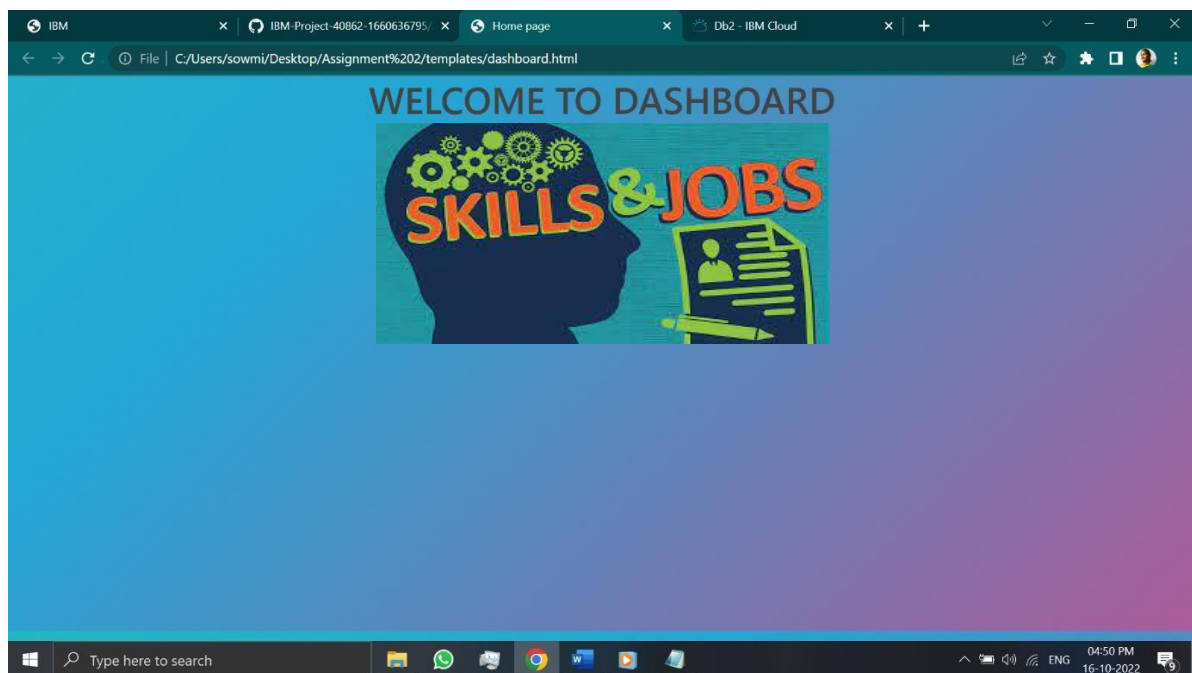 IBM
IBM-Project-40862-1660636795/
Home page
Db2 - IBM Cloud
File
C:/Users/sowmi/Desktop/Assignment%202/templates/dashboard.html
WELCOME TO DASHBOARD
SKILLS & JOBS
Type here to search
ENG
04:50 PM
16-10-2022
9